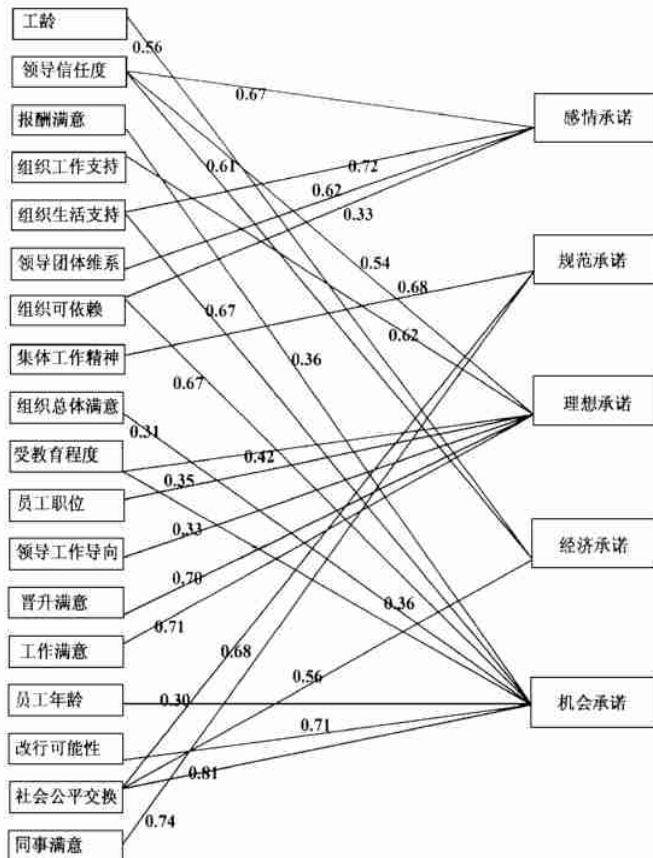 工龄
0.56
领导信任度
0.67
感情承诺
报酬满意
组织工作支持
0.61
0.72
0.62
组织生活支持
0.33
领导团体维系
0.54
规范承诺
0.68
组织可依赖
0.67
0.62
集体工作精神
0.36
0.67
组织总体满意
理想承诺
0.31
受教育程度
0.42
0.35
员工职位
0.33
领导工作导向
经济承诺
0.70
晋升满意
0.36
0.71
工作满意
0.68
0.56
员工年龄
0.30
机会承诺
0.71
改行可能性
0.81
社会公平交换
0.74
同事满意